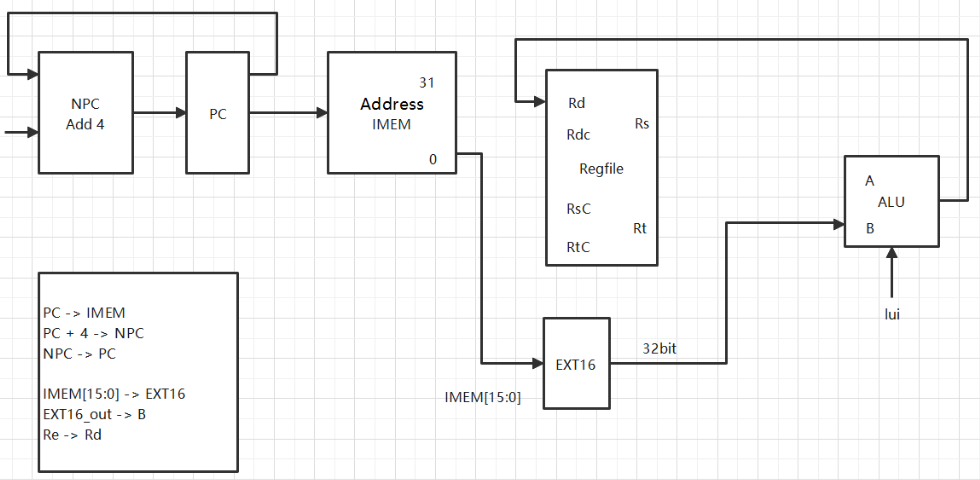 NPC
Add 4
PC
31
Address
IMEM
0
Rd
Rdc
Rs
Regfile
RsC
Rt
RtC
A
ALU
B
lui
EXT16
32bit
IMEM[15:0]
PC -> IMEM
PC + 4 -> NPC
NPC -> PC
IMEM[15:0] -> EXT16
EXT16_out -> B
Re -> Rd